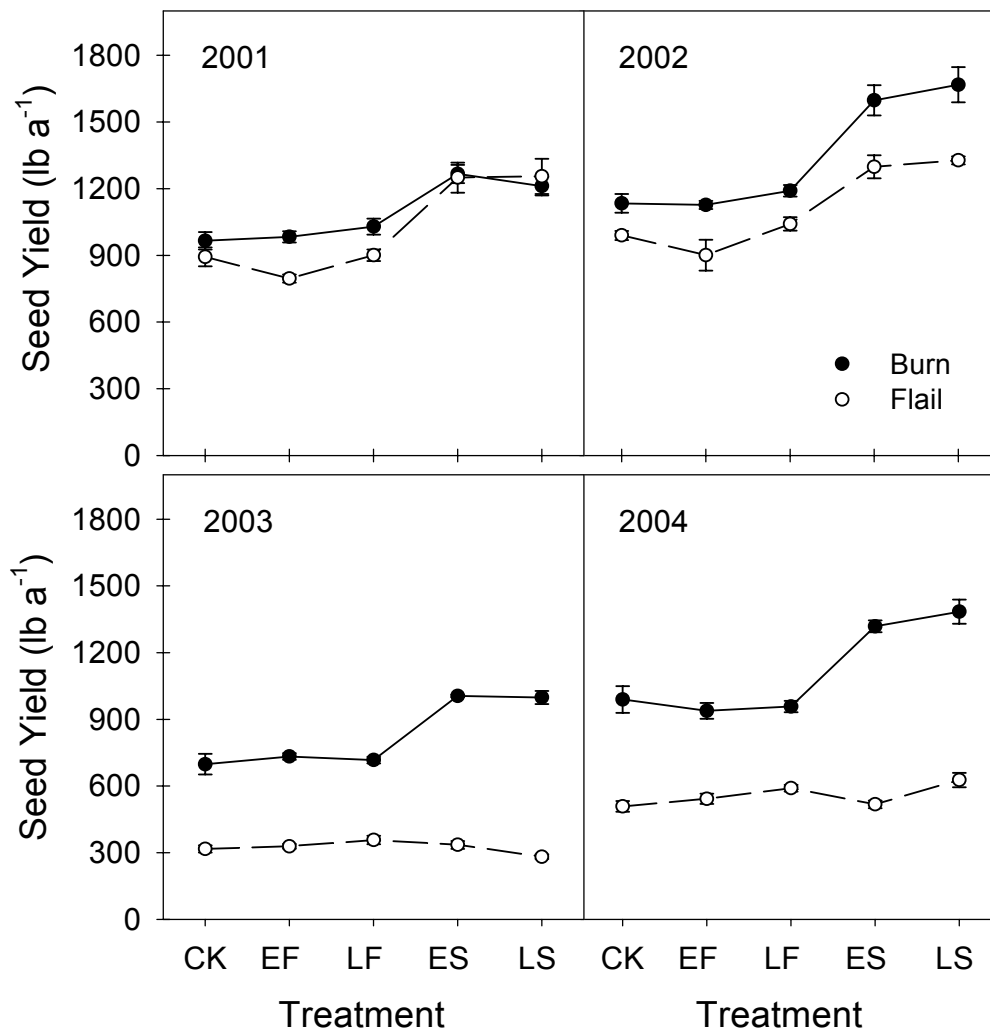 2001
2002
Seed Yield (lb a⁻¹)
1800
1500
1200
900
600
300
0
Burn
Flail
2003
2004
Seed Yield (lb a⁻¹)
1800
1500
1200
900
600
300
0
CK EF LF ES LS
CK EF LF ES LS
Treatment
Treatment